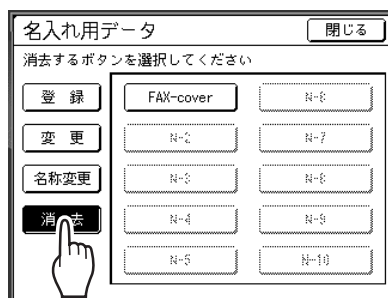 名入れ用データ 閉じる
消去するボタンを選択してください
登 録 FAX-cover N-6
変 更 N-2 N-7
名称変更 N-3 N-8
消 去 N-4 N-9
N-5 N-10